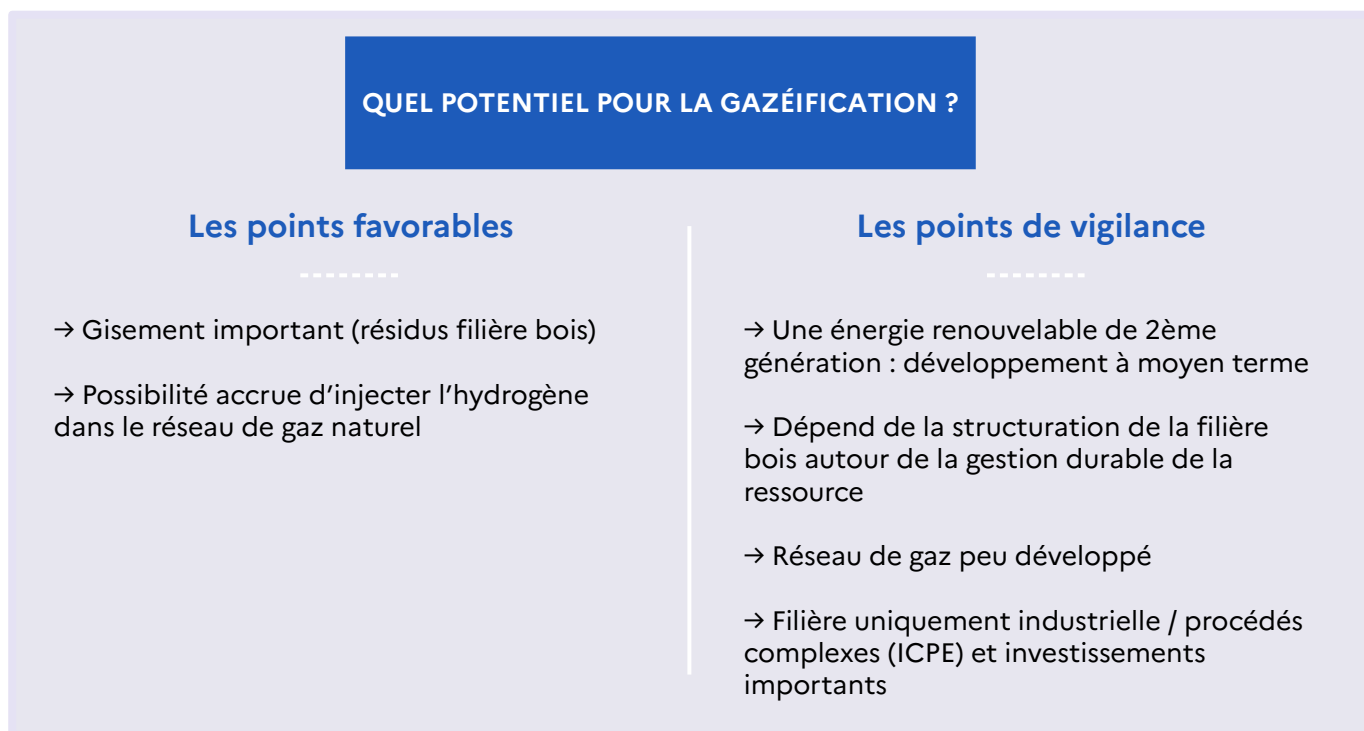 QUEL POTENTIEL POUR LA GAZÉIFICATION ?
Les points favorables
→ Gisement important (résidus filière bois)
→ Possibilité accrue d’injecter l’hydrogène
dans le réseau de gaz naturel
Les points de vigilance
→ Une énergie renouvelable de 2ème
génération : développement à moyen terme
→ Dépend de la structuration de la filière
bois autour de la gestion durable de la
ressource
→ Réseau de gaz peu développé
→ Filière uniquement industrielle / procédés
complexes (ICPE) et investissements
importants